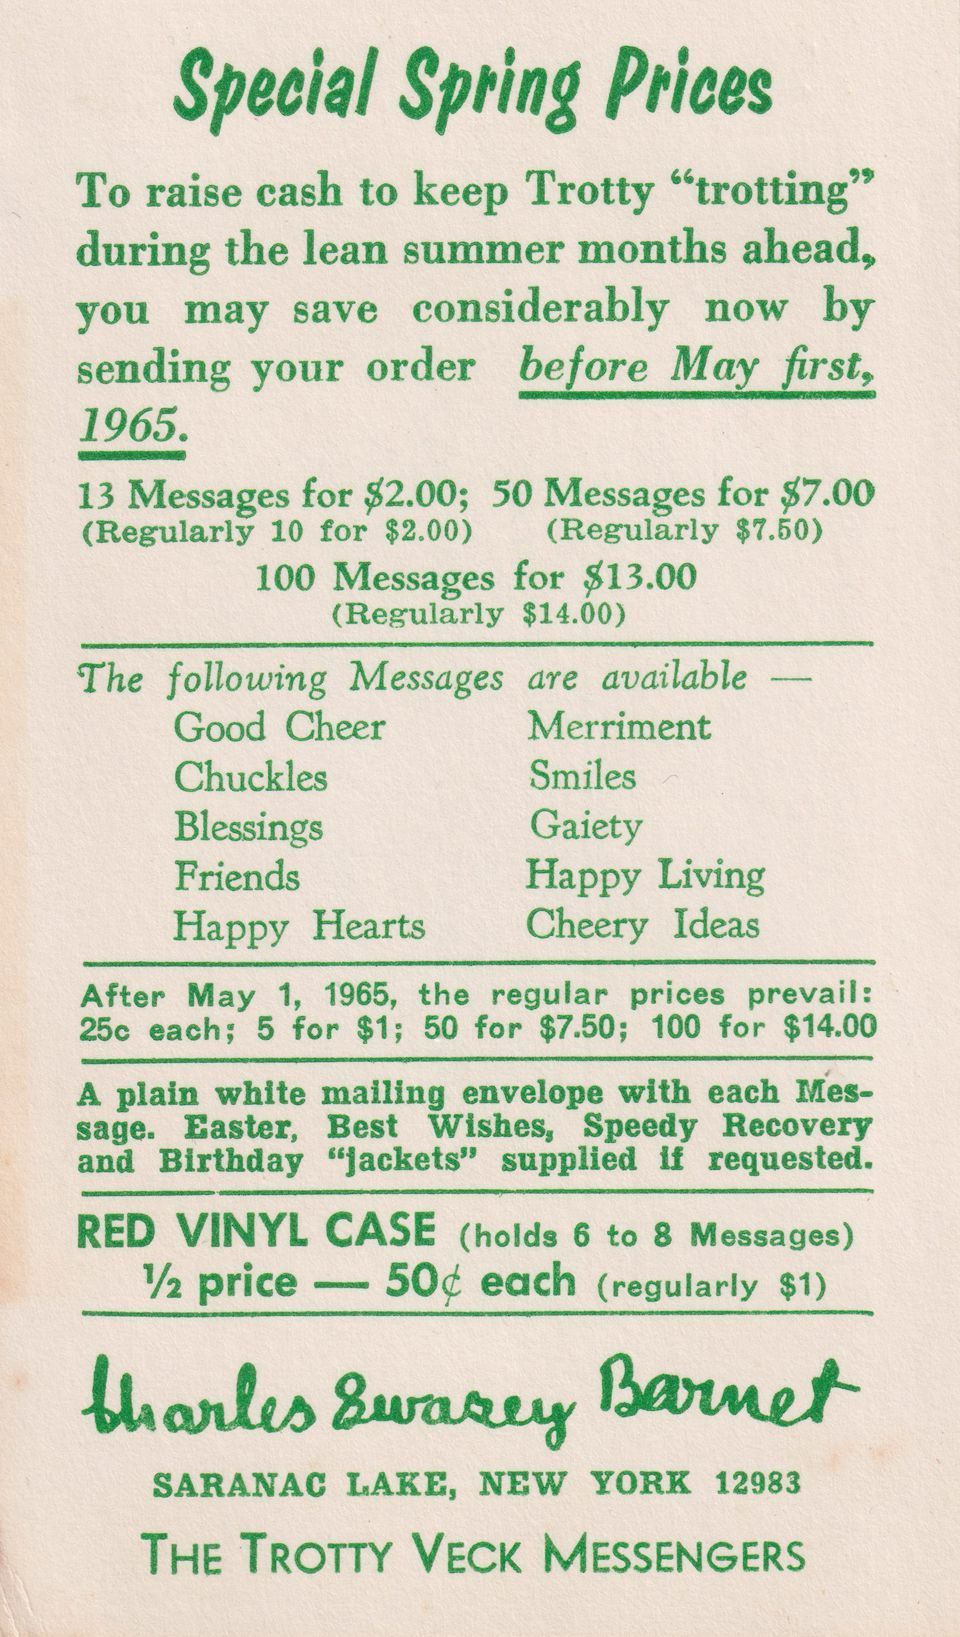 Special Spring Prices
To raise cash to keep Trotty “trotting”
during the lean summer months ahead,
you may save considerably now by
sending your order before May first,
1965.
13 Messages for $2.00; 50 Messages for $7.00
(Regularly 10 for $2.00) (Regularly $7.50)
100 Messages for $13.00
(Regularly $14.00)
The following Messages are available —
Good Cheer Merriment
Chuckles Smiles
Blessings Gaiety
Friends Happy Living
Happy Hearts Cheery Ideas
After May 1, 1965, the regular prices prevail:
25c each; 5 for $1; 50 for $7.50; 100 for $14.00
A plain white mailing envelope with each Mes-
sage. Easter, Best Wishes, Speedy Recovery
and Birthday “Jackets” supplied if requested.
RED VINYL CASE (holds 6 to 8 Messages)
½ price — 50¢ each (regularly $1)
Charles Swasey Barnet
SARANAC LAKE, NEW YORK 12983
THE TROTTY VECK MESSENGERS